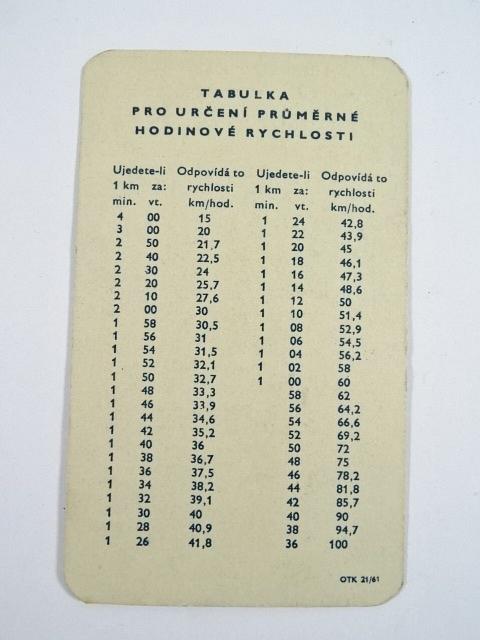 TABULKA
PRO URČENÍ PRŮMĚRNÉ
HODINOVÉ RYCHLOSTI
Ujedete-li Odpovídá to
1 km za: rychlosti
min. vt. km/hod.
4 00 15
3 00 20
2 50 21,7
2 40 22,5
2 30 24
2 20 25,7
2 10 27,6
2 00 30
1 58 30,5
1 56 31
1 54 31,5
1 52 32,1
1 50 32,7
1 48 33,3
1 46 33,9
1 44 34,6
1 42 35,2
1 40 36
1 38 36,7
1 36 37,5
1 34 38,2
1 32 39,1
1 30 40
1 28 40,9
1 26 41,8
Ujedete-li Odpovídá to
1 km za: rychlosti
min. vt. km/hod.
1 24 42,8
1 22 43,9
1 20 45
1 18 46,1
1 16 47,3
1 14 48,6
1 12 50
1 10 51,4
1 08 52,9
1 06 54,5
1 04 56,2
1 02 58
1 00 60
58 62
56 64,2
54 66,6
52 69,2
50 72
48 75
46 78,2
44 81,8
42 85,7
40 90
38 94,7
36 100
OTK 21/61